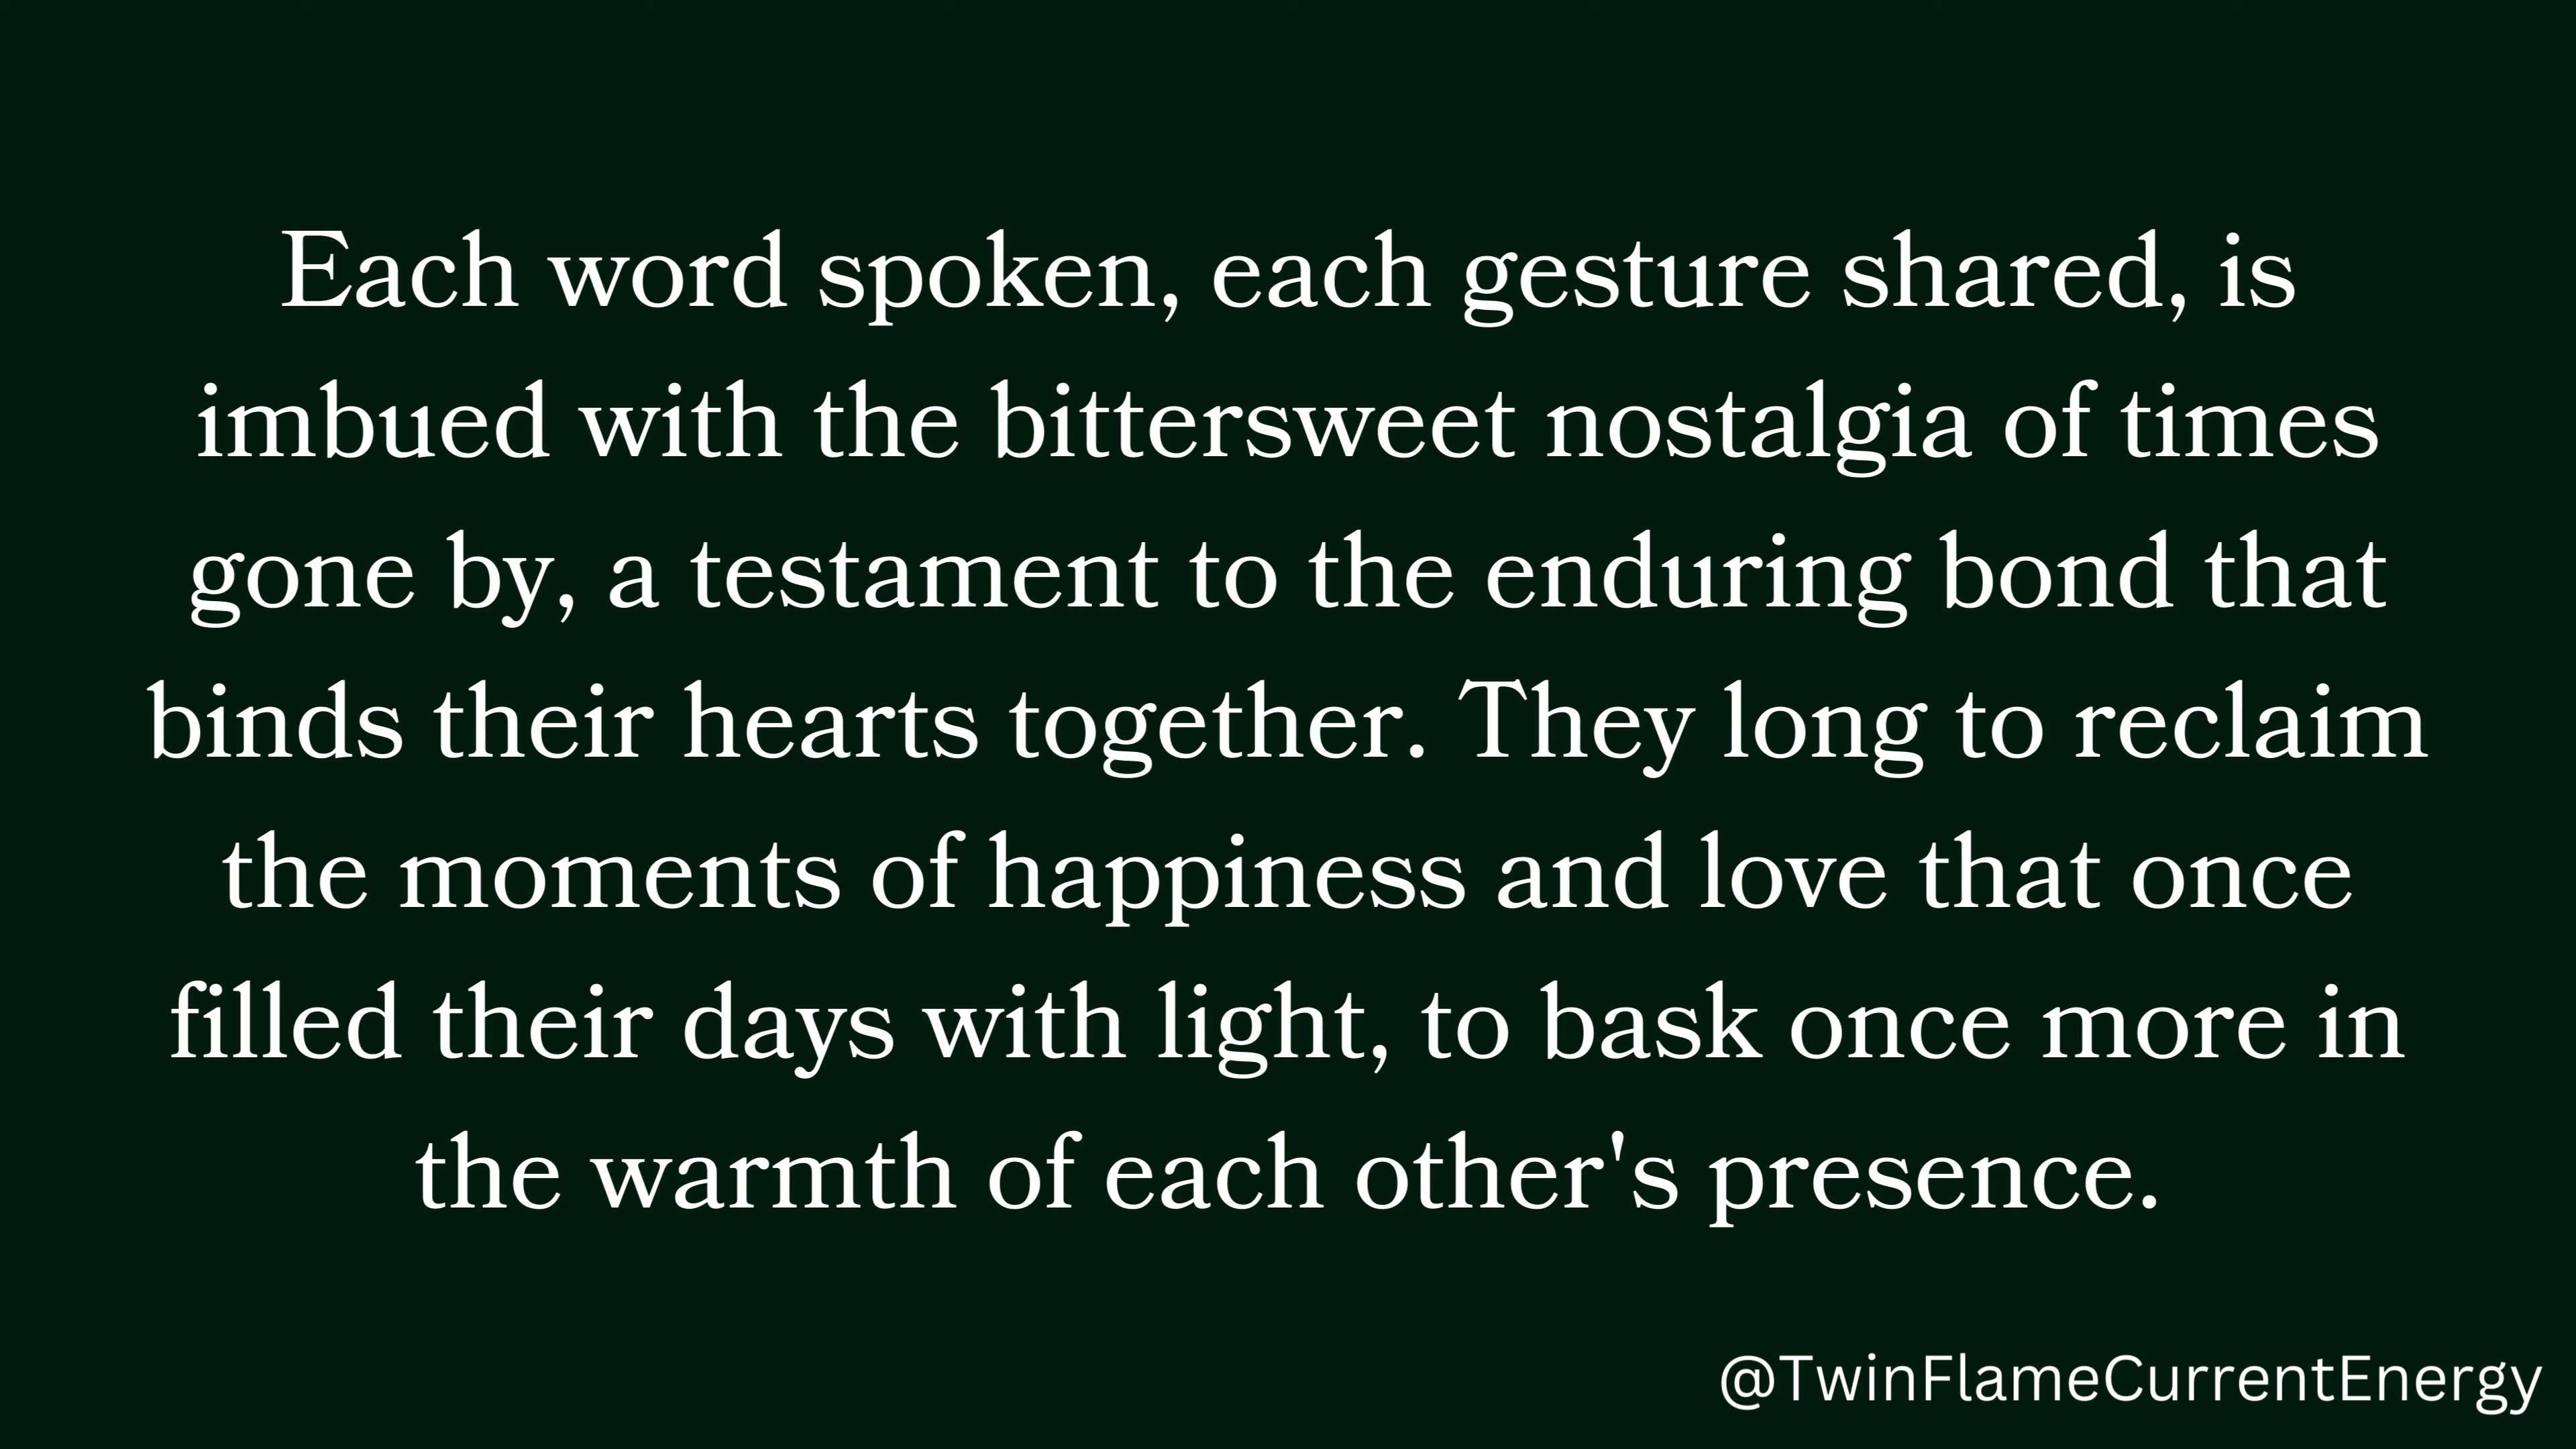 Each word spoken, each gesture shared, is
imbued with the bittersweet nostalgia of times
gone by, a testament to the enduring bond that
binds their hearts together. They long to reclaim
the moments of happiness and love that once
filled their days with light, to bask once more in
the warmth of each other's presence.
@TwinFlameCurrentEnergy